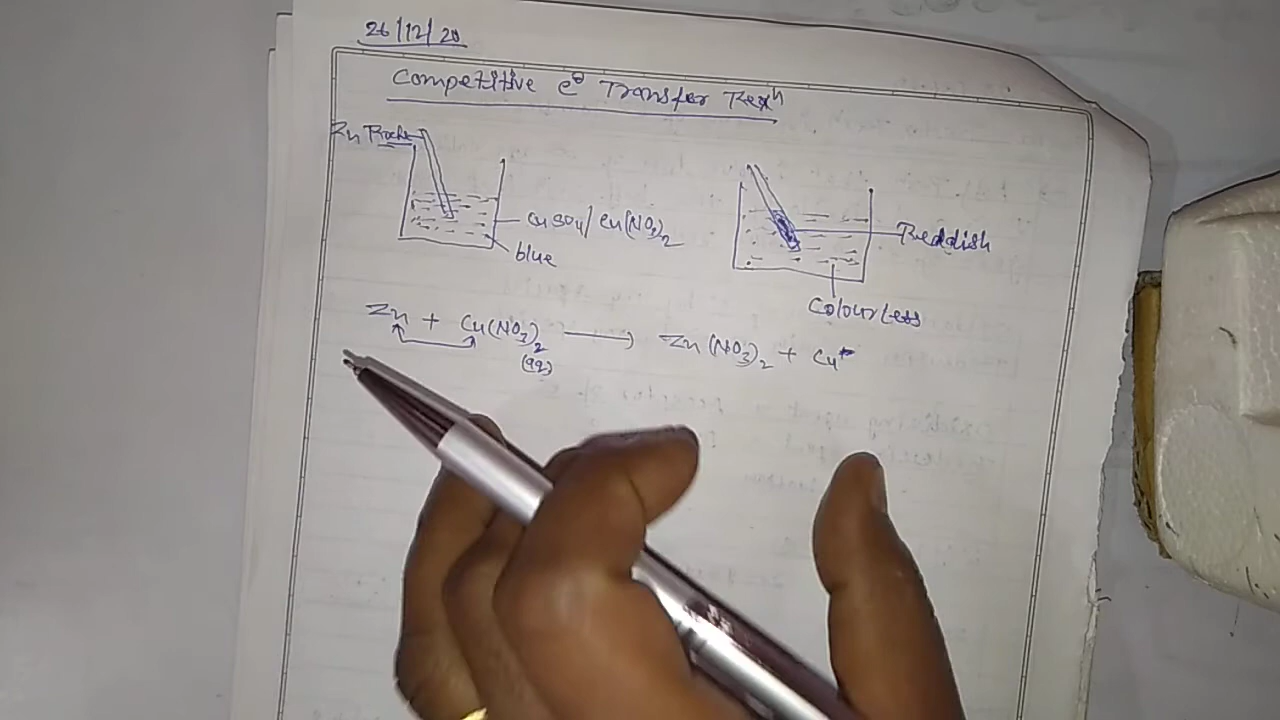 26/12/20
Competitive e⊖ Transfer Rexn
Zn
CuSO4/Cu(NO3)2
blue
Reddish
Colourless
Zn + Cu(NO3)2 ⟶ Zn(NO3)2 + Cu
(aq)